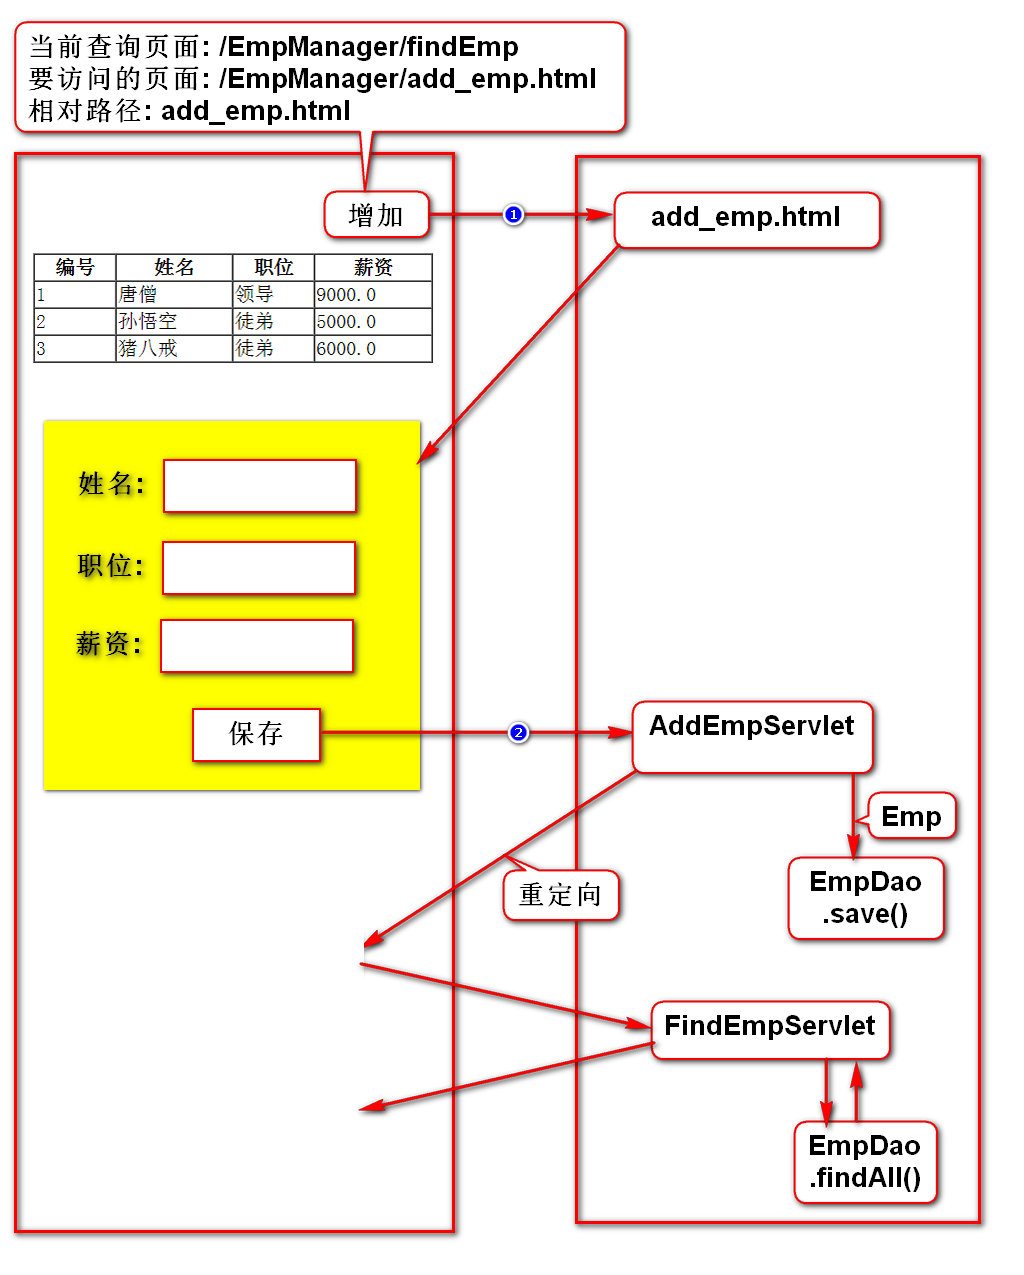 当前查询页面: /EmpManager/findEmp
要访问的页面: /EmpManager/add_emp.html
相对路径: add_emp.html
增加
1
add_emp.html
编号 姓名 职位 薪资
1 唐僧 领导 9000.0
2 孙悟空 徒弟 5000.0
3 猪八戒 徒弟 6000.0
姓名:
职位:
薪资:
保存
2
AddEmpServlet
Emp
EmpDao
.save()
重定向
FindEmpServlet
EmpDao
.findAll()